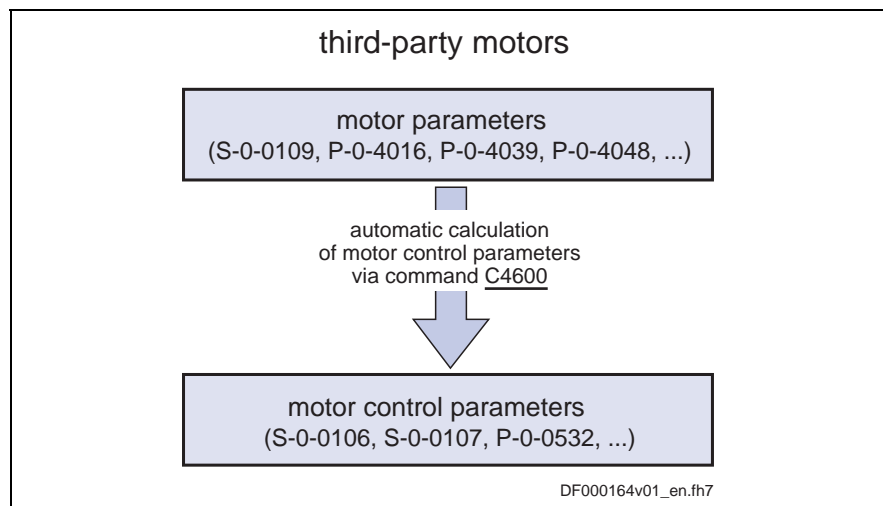 third-party motors
motor parameters
(S-0-0109, P-0-4016, P-0-4039, P-0-4048, ...)
automatic calculation
of motor control parameters
via command C4600
motor control parameters
(S-0-0106, S-0-0107, P-0-0532, ...)
DF000164v01_en.fh7